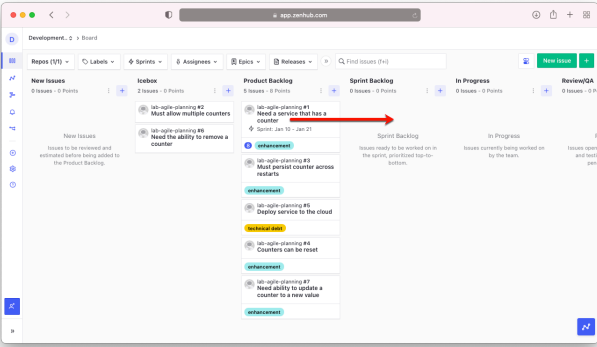 app.zenhub.com
D
Development..
> Board
Repos (1/1)
Labels
Sprints
Assignees
Epics
Releases
Find issues (f+i)
New issue
+
New Issues
0 Issues - 0 Points
New Issues
Issues to be reviewed and
estimated before being added to
the Product Backlog.
Icebox
2 Issues - 0 Points
lab-agile-planning #2
Must allow multiple counters
lab-agile-planning #6
Need the ability to remove a
counter
Product Backlog
5 Issues - 0 Points
lab-agile-planning #1
Need a service that has a
counter
Sprint: Jan 10 - Jan 21
enhancement
lab-agile-planning #3
Must persist counter across
restarts
enhancement
lab-agile-planning #5
Deploy service to the cloud
technical debt
lab-agile-planning #4
Counters can be reset
enhancement
lab-agile-planning #7
Need ability to update a
counter to a new value
enhancement
Sprint Backlog
0 Issues - 0 Points
Sprint Backlog
Issues ready to be worked on in
the sprint, prioritized top-to-
bottom.
In Progress
0 Issues - 0 Points
In Progress
Issues currently being worked on
by the team.
Review/QA
0 Issues - 0 P
Issues open
and testi
pen